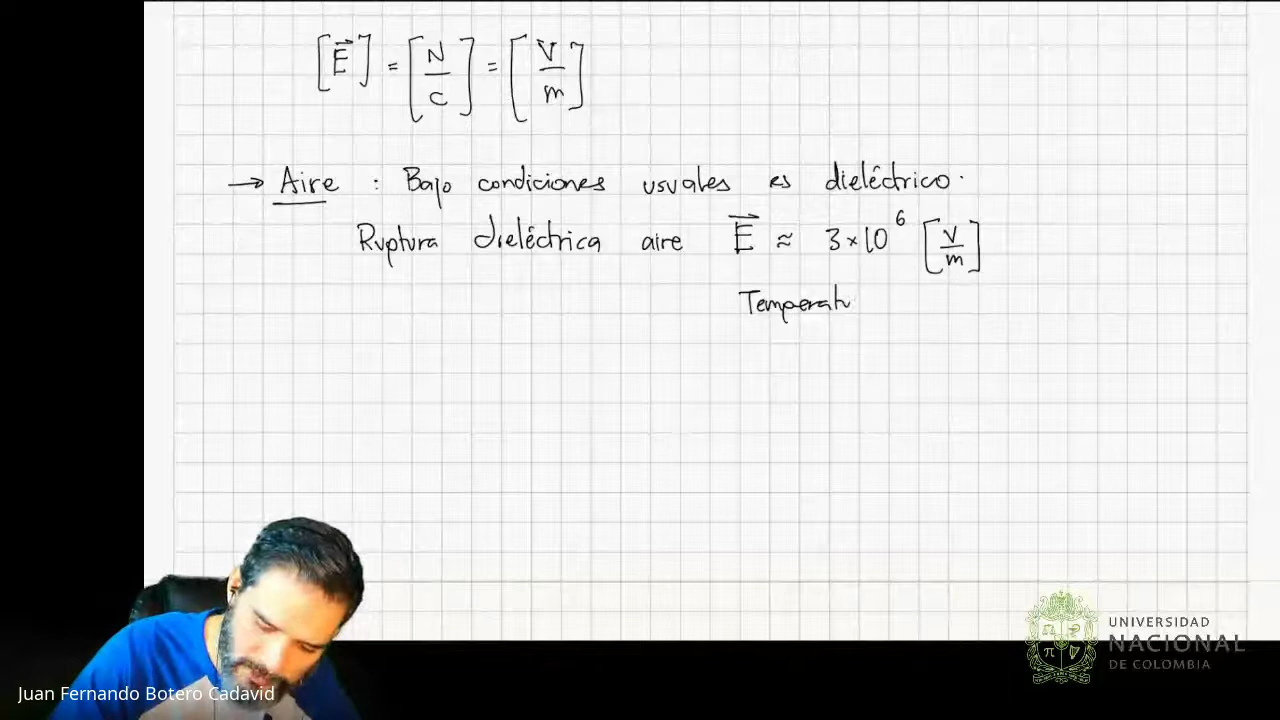 [E⃗] = [N/C] = [V/m]
→ Aire : Bajo condiciones usuales es dieléctrico.
Ruptura dieléctrica aire E⃗ ≈ 3×10⁶ [V/m]
Temperatu
UNIVERSIDAD
NACIONAL
DE COLOMBIA
Juan Fernando Botero Cadavid